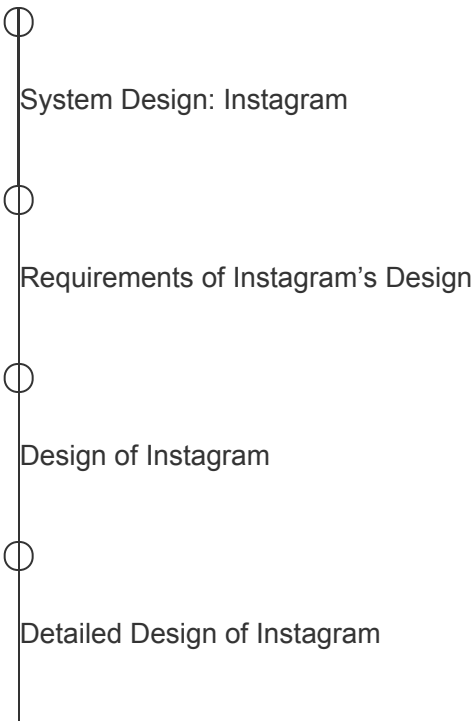 System Design: Instagram
Requirements of Instagram’s Design
Design of Instagram
Detailed Design of Instagram